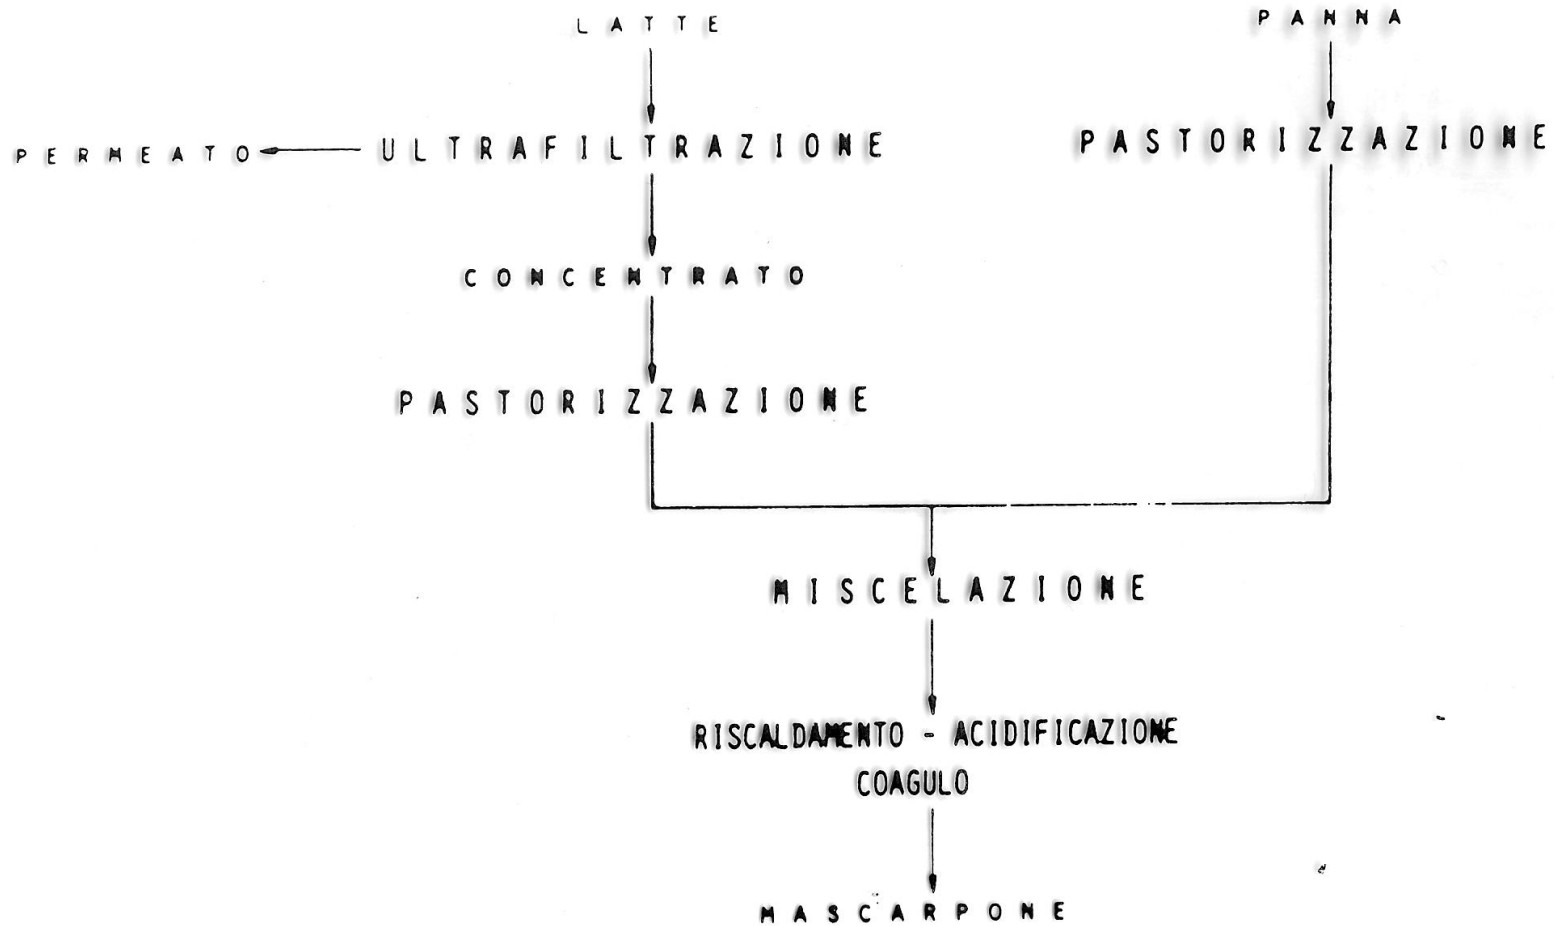 LATTE
PANNA
PERMEATO
ULTRAFILTRAZIONE
PASTORIZZAZIONE
CONCENTRATO
PASTORIZZAZIONE
MISCELAZIONE
RISCALDAMENTO - ACIDIFICAZIONE
COAGULO
MASCARPONE